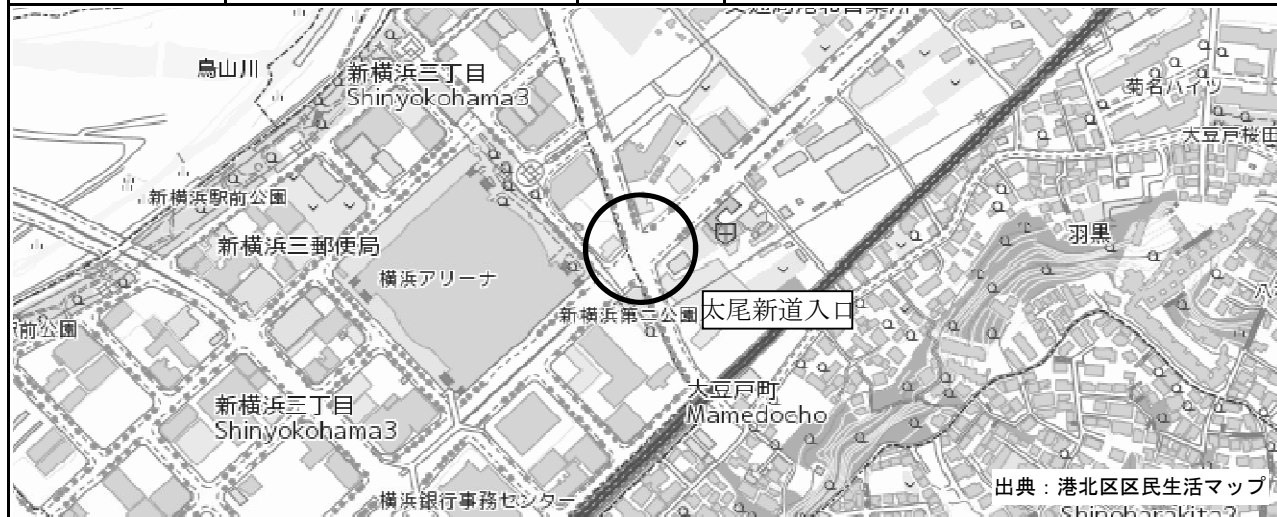 鳥山川
新横浜三丁目
Shinyokohama3
菊名ハイツ
大豆戸桜田
新横浜駅前公園
新横浜三郵便局
羽黒
横浜アリーナ
新横浜第二公園
太尾新道入口
駅前公園
大豆戸町
Mamedocho
新横浜三丁目
Shinyokohama3
横浜銀行事務センター
出典:港北区区民生活マップ
Shinoharakita2